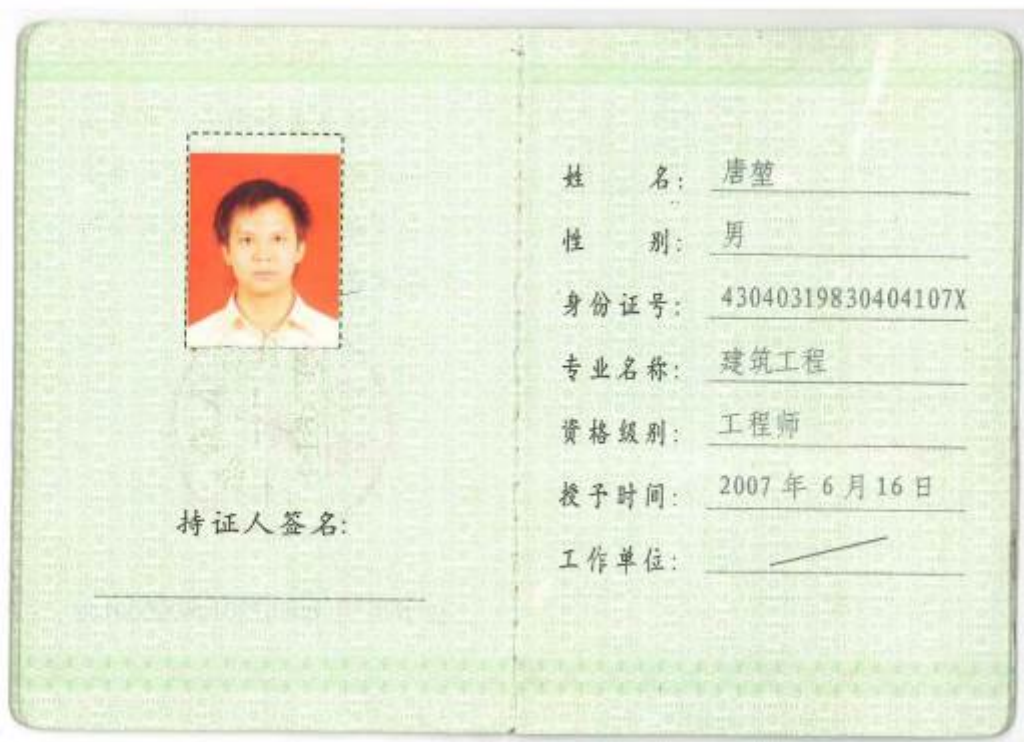 持证人签名:
姓 名: 唐堃
性 别: 男
身份证号: 43040319830404107X
专业名称: 建筑工程
资格级别: 工程师
授予时间: 2007 年 6 月 16 日
工作单位: